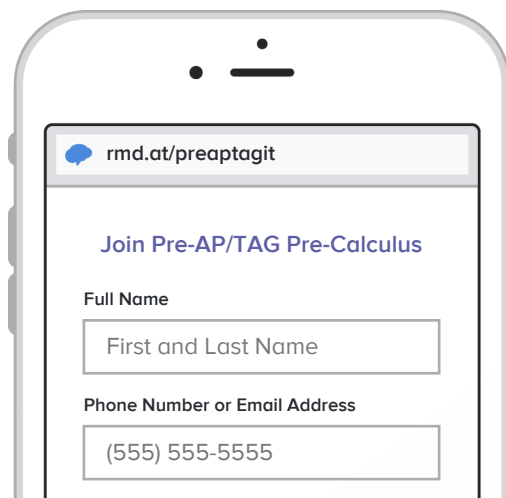 rmd.at/preaptagit
Join Pre-AP/TAG Pre-Calculus
Full Name
First and Last Name
Phone Number or Email Address
(555) 555-5555